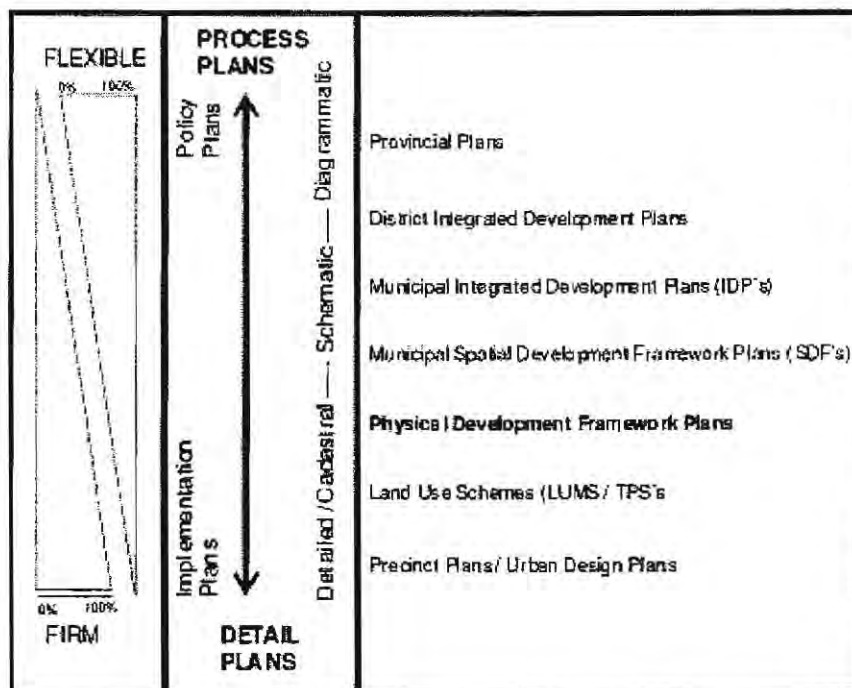 FLEXIBLE
0% 100%
0% 100%
FIRM
PROCESS
PLANS
Policy
Plans
Implementation
Plans
Detailed / Cadastral — Schematic — Diagrammatic
DETAIL
PLANS
Provincial Plans
District Integrated Development Plans
Municipal Integrated Development Plans (IDP's)
Municipal Spatial Development Framework Plans (SDF's)
Physical Development Framework Plans
Land Use Schemes (LUMS / TPS's
Precinct Plans/ Urban Design Plans